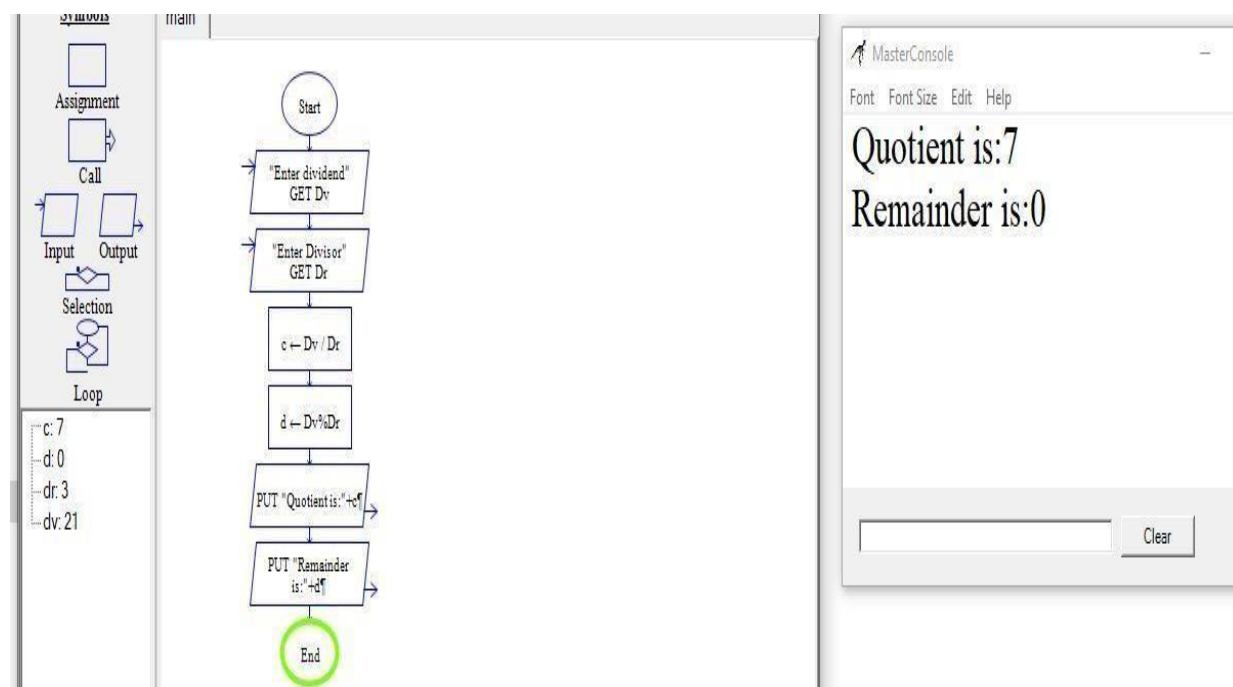 Symbols
Assignment
Call
Input Output
Selection
Loop
c: 7
d: 0
dr: 3
dv: 21
main
Start
"Enter dividend"
GET Dv
"Enter Divisor"
GET Dr
c ← Dv / Dr
d ← Dv%Dr
PUT "Quotient is:"+c¶
PUT "Remainder
is:"+d¶
End
MasterConsole
Font Font Size Edit Help
Quotient is:7
Remainder is:0
Clear